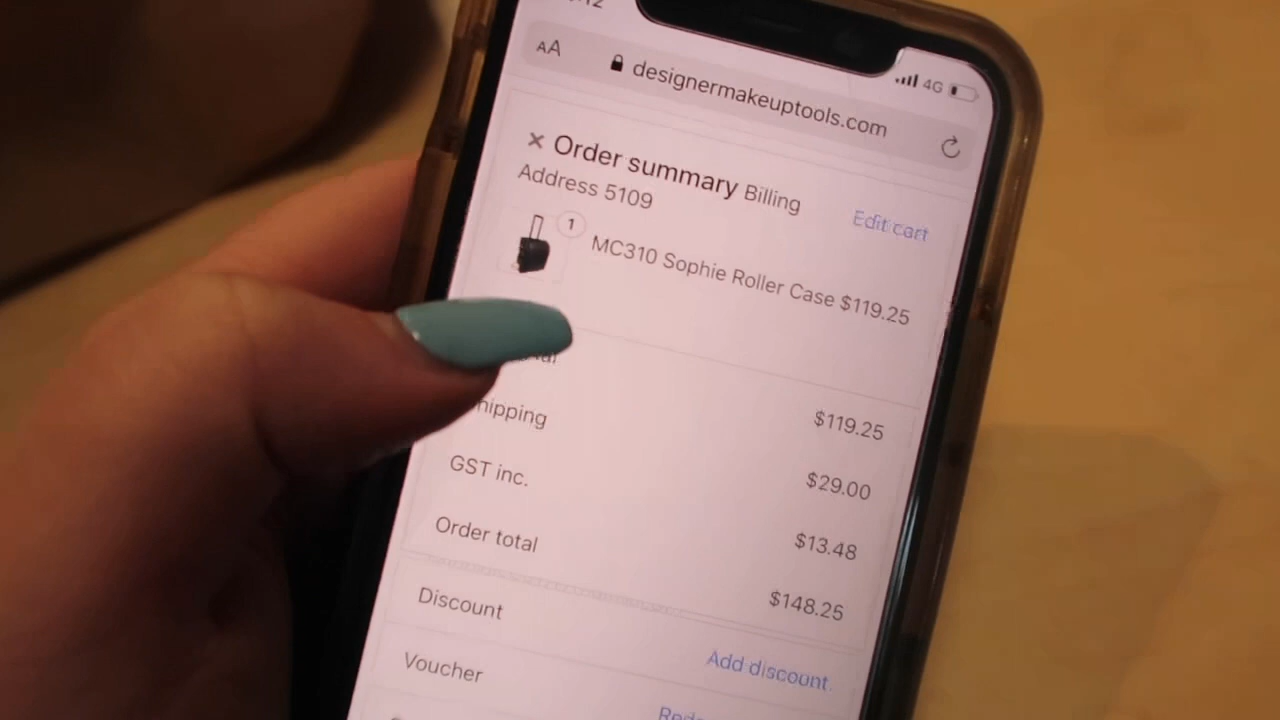 AA designermakeuptools.com
4G
× Order summary Billing
Address 5109
Edit cart
1
MC310 Sophie Roller Case $119.25
$119.25
$29.00
GST inc.
$13.48
Order total
$148.25
Discount
Add discount
Voucher